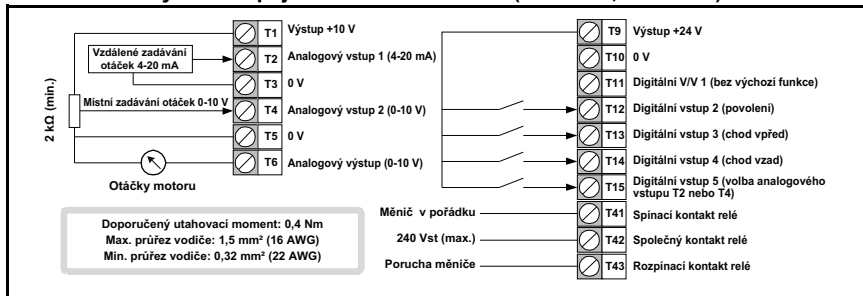 T1 Výstup +10 V
Vzdálené zadávání
otáček 4-20 mA
T2 Analogový vstup 1 (4-20 mA)
T3 0 V
2 kΩ (min.)
Místní zadávání otáček 0-10 V
T4 Analogový vstup 2 (0-10 V)
T5 0 V
T6 Analogový výstup (0-10 V)
Otáčky motoru
Doporučený utahovací moment: 0,4 Nm
Max. průřez vodiče: 1,5 mm² (16 AWG)
Min. průřez vodiče: 0,32 mm² (22 AWG)
T9 Výstup +24 V
T10 0 V
T11 Digitální V/V 1 (bez výchozí funkce)
T12 Digitální vstup 2 (povolení)
T13 Digitální vstup 3 (chod vpřed)
T14 Digitální vstup 4 (chod vzad)
T15 Digitální vstup 5 (volba analogového
vstupu T2 nebo T4)
Měnič v pořádku T41 Spínací kontakt relé
240 Vst (max.) T42 Společný kontakt relé
Porucha měniče T43 Rozpínací kontakt relé